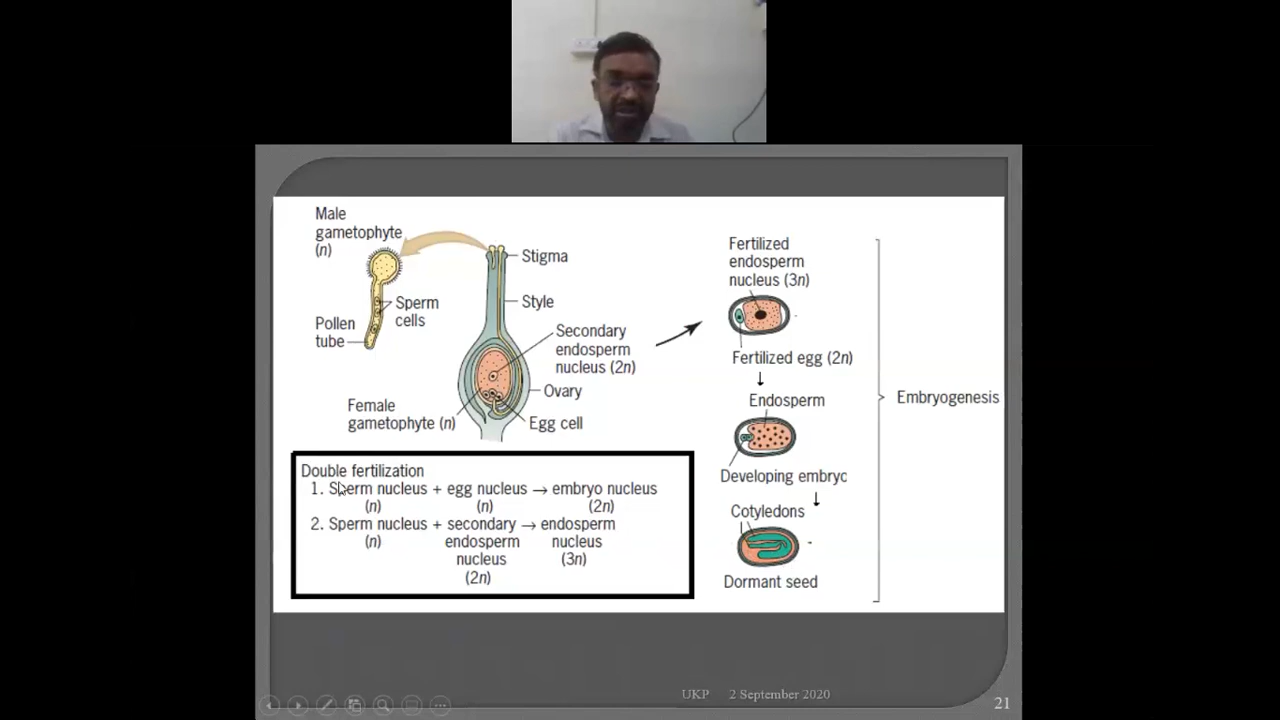 Male
gametophyte
(n)
Stigma
Sperm
cells
Style
Pollen
tube
Secondary
endosperm
nucleus (2n)
Ovary
Female
gametophyte (n)
Egg cell
Fertilized
endosperm
nucleus (3n)
Fertilized egg (2n)
Endosperm
Developing embryo
Cotyledons
Dormant seed
Embryogenesis
Double fertilization
1. Sperm nucleus + egg nucleus → embryo nucleus
(n) (n) (2n)
2. Sperm nucleus + secondary → endosperm
(n) endosperm nucleus
nucleus (3n)
(2n)
UKP 2 September 2020
21